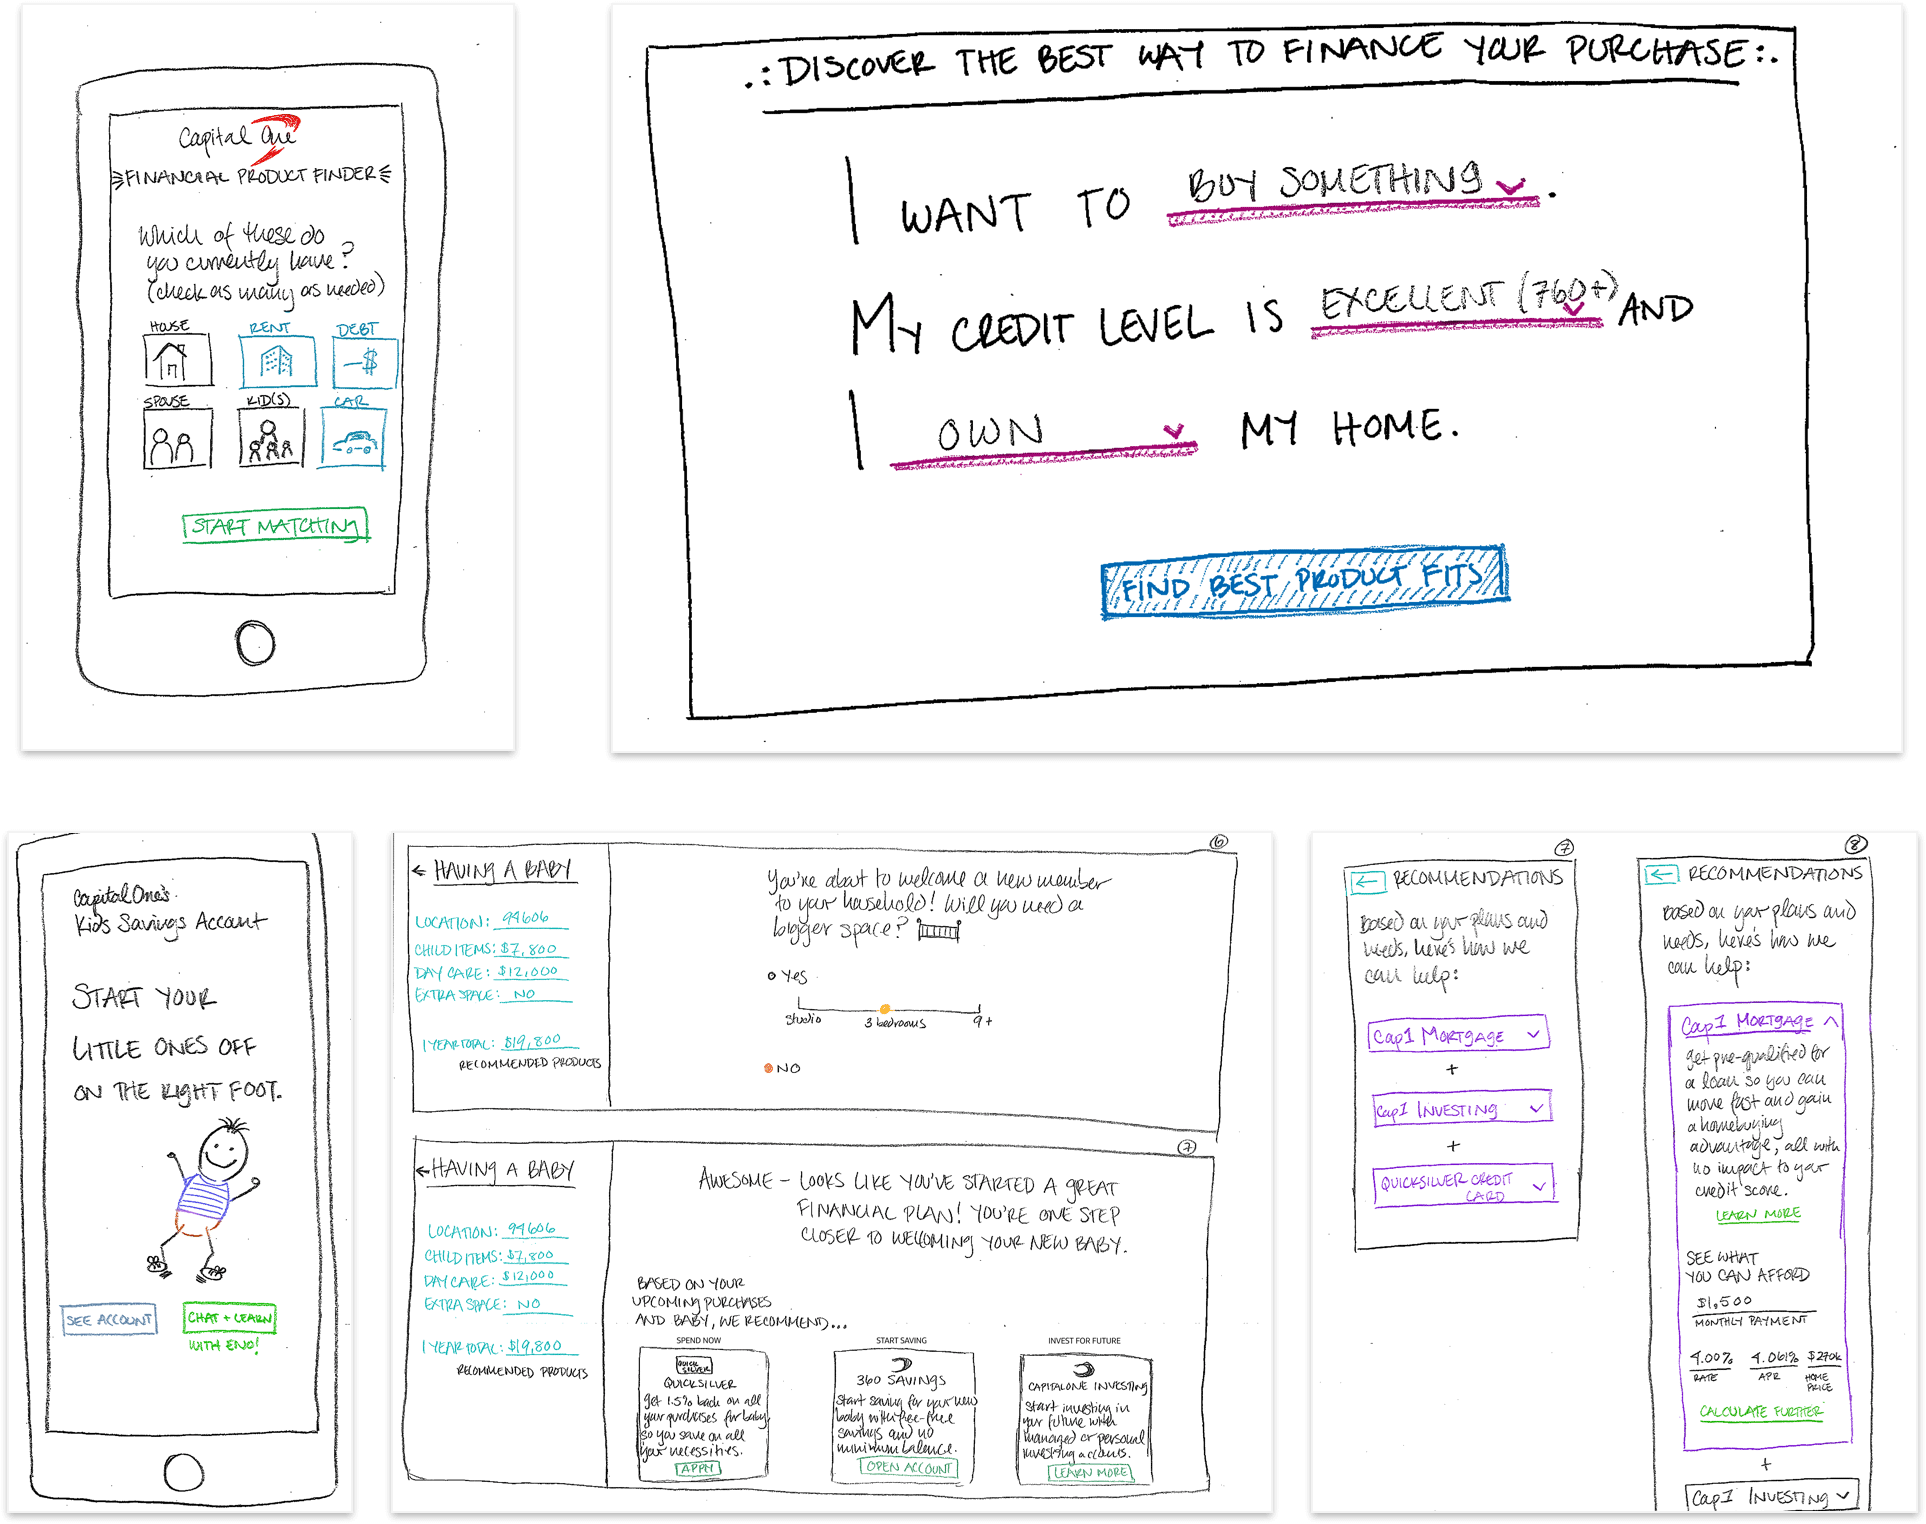 Capital One
FINANCIAL PRODUCT FINDER
Which of these do
you currently have?
(check as many as needed)
HOUSE RENT DEBT
-$
SPOUSE KID(S) CAR
START MATCHING
.:DISCOVER THE BEST WAY TO FINANCE YOUR PURCHASE:.
I WANT TO BUY SOMETHING.
MY CREDIT LEVEL IS EXCELLENT (760+) AND
I OWN MY HOME.
FIND BEST PRODUCT FITS
Capital One's
Kids Savings Account
START YOUR
LITTLE ONES OFF
ON THE RIGHT FOOT.
SEE ACCOUNT
CHAT + LEARN
WITH ENO!
6
← HAVING A BABY
LOCATION: 94606
CHILD ITEMS: $7,800
DAY CARE: $12,000
EXTRA SPACE: NO
1 YEAR TOTAL: $19,800
RECOMMENDED PRODUCTS
You're about to welcome a new member
to your household! Will you need a
bigger space?
Yes
studio 3 bedrooms 9+
NO
7
← HAVING A BABY
LOCATION: 94606
CHILD ITEMS: $7,800
DAY CARE: $12,000
EXTRA SPACE: NO
1 YEAR TOTAL: $19,800
RECOMMENDED PRODUCTS
AWESOME - LOOKS LIKE YOU'VE STARTED A GREAT
FINANCIAL PLAN! YOU'RE ONE STEP
CLOSER TO WELCOMING YOUR NEW BABY.
BASED ON YOUR
UPCOMING PURCHASES
AND BABY, WE RECOMMEND...
SPEND NOW
QUICK
SILVER
QUICKSILVER
Get 1.5% back on all
your purchases for baby
so you save on all
your necessities.
APPLY
START SAVING
360 SAVINGS
Start saving for your new
baby with fee-free
savings and no
minimum balance.
OPEN ACCOUNT
INVEST FOR FUTURE
CAPITALONE INVESTING
Start investing in
your future with
managed or personal
investing accounts.
LEARN MORE
7
← RECOMMENDATIONS
Based on your plans and
needs, here's how we
can help:
Cap1 MORTGAGE
+
Cap1 INVESTING
+
QUICKSILVER CREDIT
CARD
8
← RECOMMENDATIONS
Based on your plans and
needs, here's how we
can help:
Cap1 MORTGAGE
Get pre-qualified for
a loan so you can
move fast and gain
a homebuying
advantage, all with
no impact to your
credit score.
LEARN MORE
SEE WHAT
YOU CAN AFFORD
$1,500
MONTHLY PAYMENT
4.00% 4.061% $270k
RATE APR HOME
PRICE
CALCULATE FURTHER
+
Cap1 INVESTING